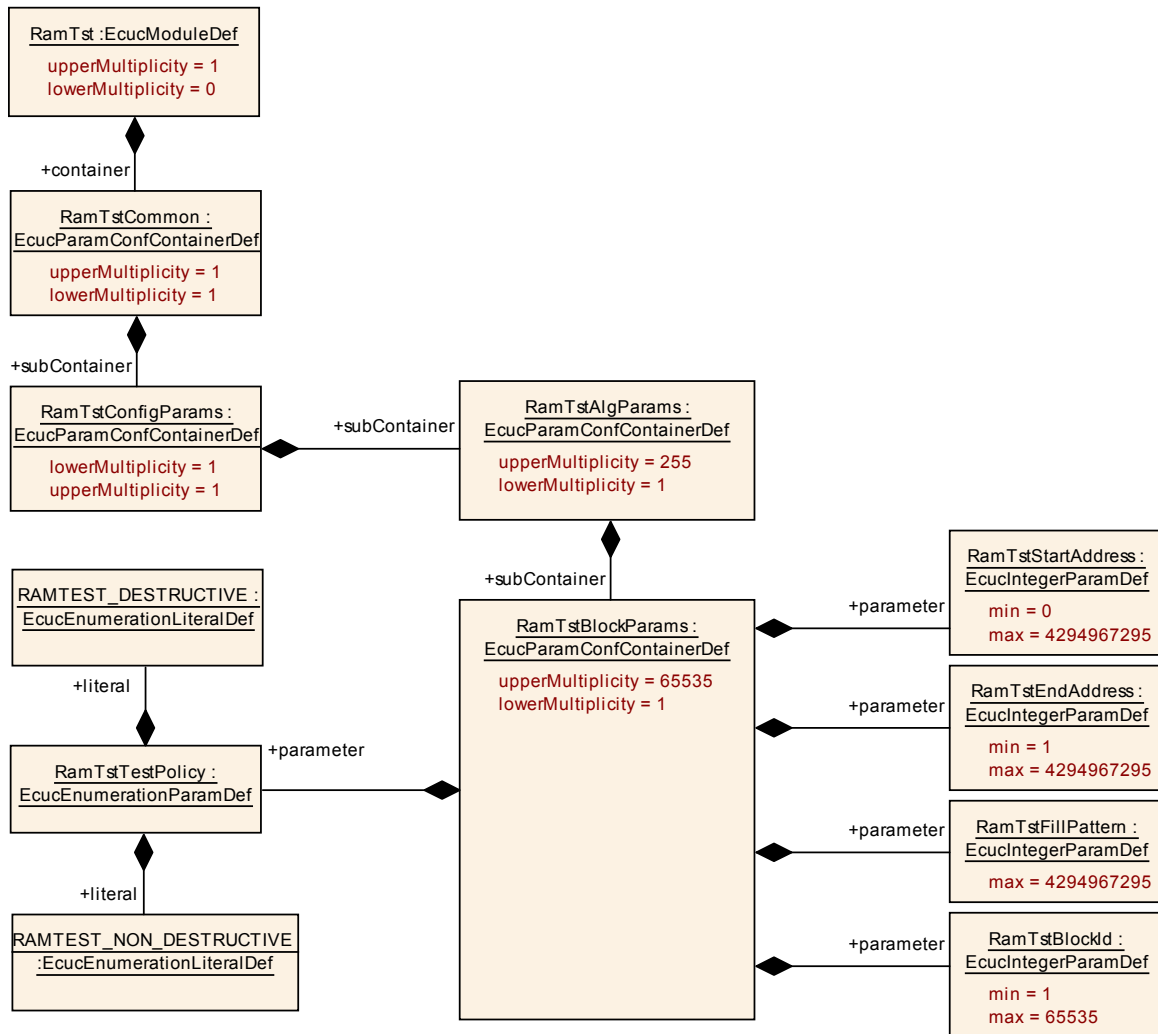 RamTst :EcucModuleDef
upperMultiplicity = 1
lowerMultiplicity = 0
+container
RamTstCommon :
EcucParamConfContainerDef
upperMultiplicity = 1
lowerMultiplicity = 1
+subContainer
RamTstConfigParams :
EcucParamConfContainerDef
lowerMultiplicity = 1
upperMultiplicity = 1
+subContainer
RamTstAlgParams :
EcucParamConfContainerDef
upperMultiplicity = 255
lowerMultiplicity = 1
+subContainer
RamTstBlockParams :
EcucParamConfContainerDef
upperMultiplicity = 65535
lowerMultiplicity = 1
+parameter
RamTstStartAddress :
EcucIntegerParamDef
min = 0
max = 4294967295
+parameter
RamTstEndAddress :
EcucIntegerParamDef
min = 1
max = 4294967295
+parameter
RamTstFillPattern :
EcucIntegerParamDef
max = 4294967295
+parameter
RamTstBlockId :
EcucIntegerParamDef
min = 1
max = 65535
RAMTEST_DESTRUCTIVE :
EcucEnumerationLiteralDef
+literal
+parameter
RamTstTestPolicy :
EcucEnumerationParamDef
+literal
RAMTEST_NON_DESTRUCTIVE
:EcucEnumerationLiteralDef